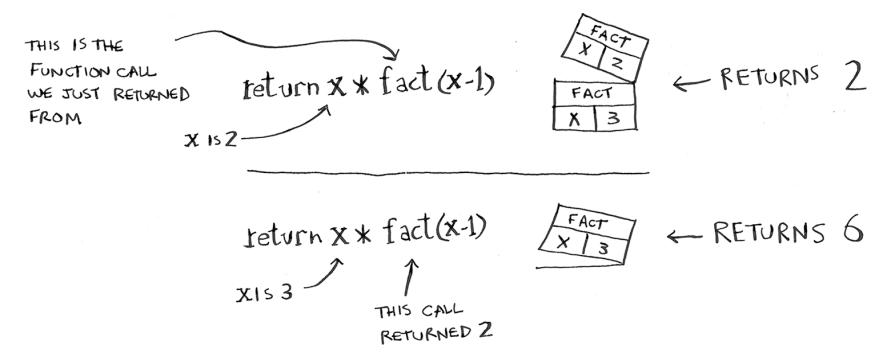 THIS IS THE
FUNCTION CALL
WE JUST RETURNED
FROM
return x * fact(x-1)
X IS 2
FACT
X 2
FACT
X 3
← RETURNS 2
return x * fact(x-1)
X IS 3
THIS CALL
RETURNED 2
FACT
X 3
← RETURNS 6